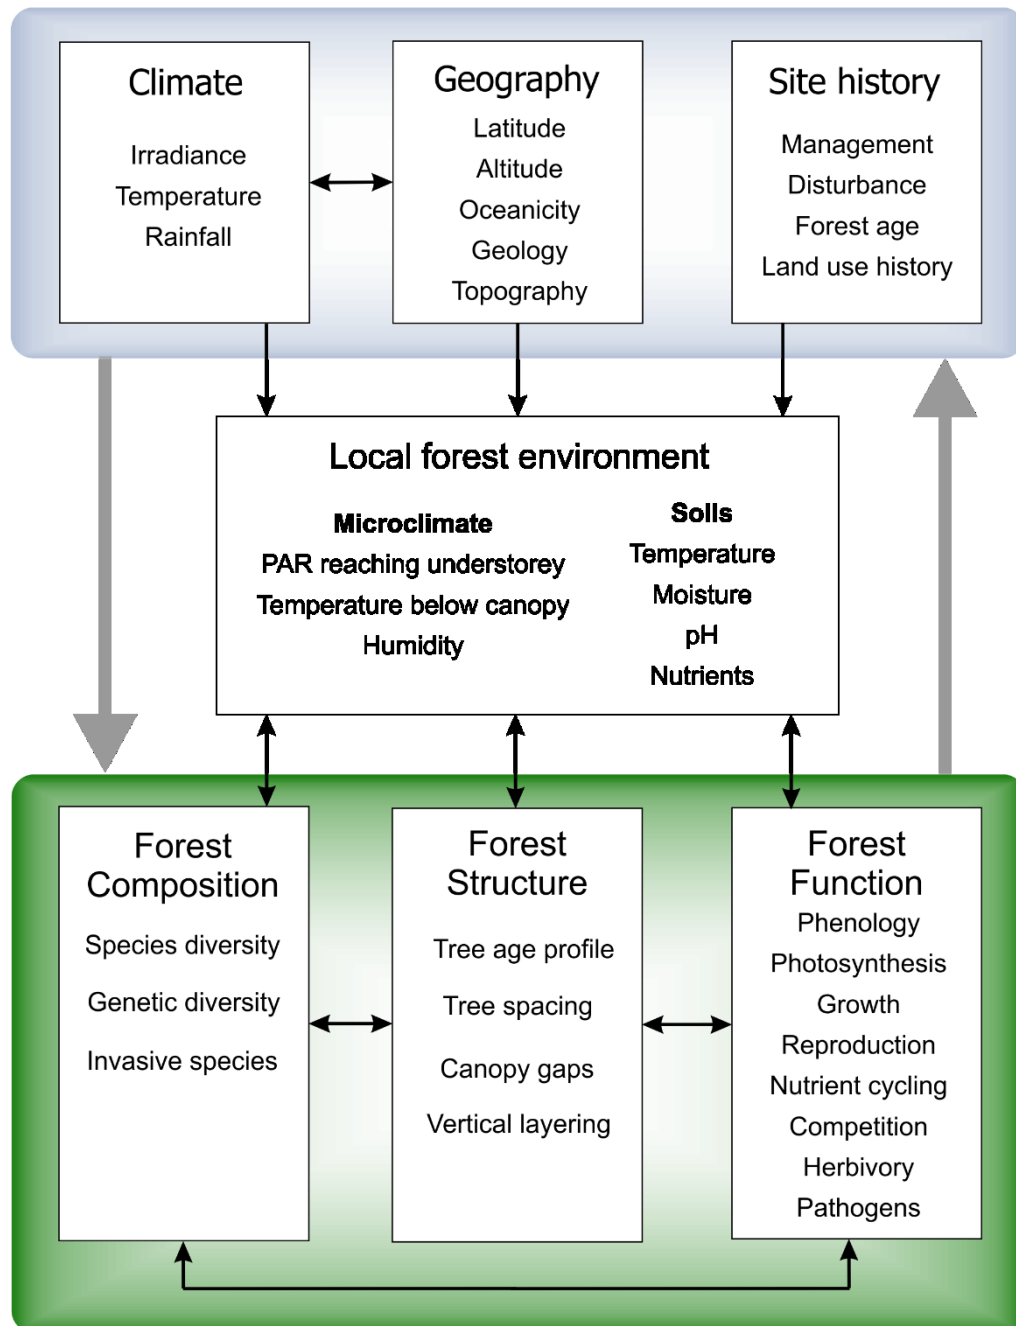 Climate
Irradiance
Temperature
Rainfall
Geography
Latitude
Altitude
Oceanicity
Geology
Topography
Site history
Management
Disturbance
Forest age
Land use history
Local forest environment
Microclimate
PAR reaching understorey
Temperature below canopy
Humidity
Soils
Temperature
Moisture
pH
Nutrients
Forest
Composition
Species diversity
Genetic diversity
Invasive species
Forest
Structure
Tree age profile
Tree spacing
Canopy gaps
Vertical layering
Forest
Function
Phenology
Photosynthesis
Growth
Reproduction
Nutrient cycling
Competition
Herbivory
Pathogens